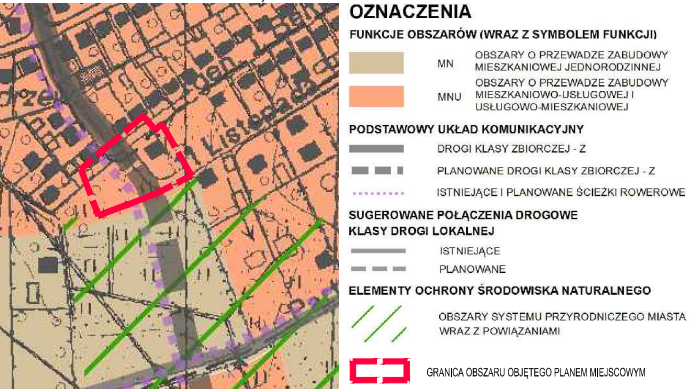 OZNACZENIA
FUNKCJE OBSZARÓW (WRAZ Z SYMBOLEM FUNKCJI)
MN OBSZARY O PRZEWADZE ZABUDOWY
MIESZKANIOWEJ JEDNORODZINNEJ
MNU OBSZARY O PRZEWADZE ZABUDOWY
MIESZKANIOWO-USŁUGOWEJ I
USŁUGOWO-MIESZKANIOWEJ
PODSTAWOWY UKŁAD KOMUNIKACYJNY
DROGI KLASY ZBIORCZEJ - Z
PLANOWANE DROGI KLASY ZBIORCZEJ - Z
ISTNIEJĄCE I PLANOWANE ŚCIEŻKI ROWEROWE
SUGEROWANE POŁĄCZENIA DROGOWE
KLASY DROGI LOKALNEJ
ISTNIEJĄCE
PLANOWANE
ELEMENTY OCHRONY ŚRODOWISKA NATURALNEGO
OBSZARY SYSTEMU PRZYRODNICZEGO MIASTA
WRAZ Z POWIĄZANIAMI
GRANICA OBSZARU OBJĘTEGO PLANEM MIEJSCOWYM